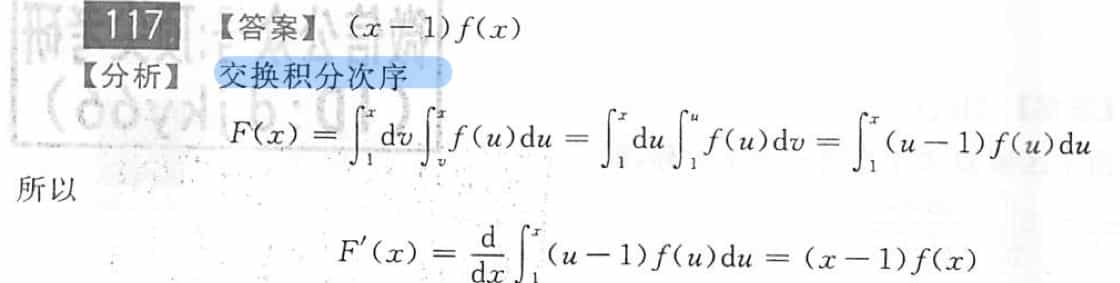 117 【答案】 (x－1)f(x)
【分析】 交换积分次序
F(x) = ∫₁ˣ dv ∫ᵥˣ f(u)du = ∫₁ˣ du ∫₁ᵘ f(u)dv = ∫₁ˣ (u－1)f(u)du
所以
F′(x) = d/dx ∫₁ˣ (u－1)f(u)du = (x－1)f(x)